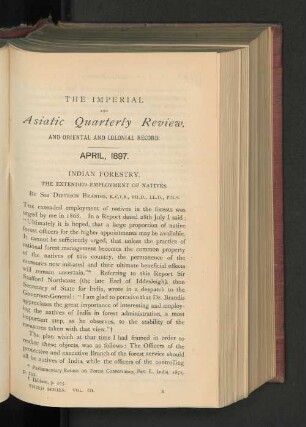 THE IMPERIAL
AND
Asiatic Quarterly Review,
AND ORIENTAL AND COLONIAL RECORD.
APRIL, 1897.
INDIAN FORESTRY.
THE EXTENDED EMPLOYMENT OF NATIVES.
BY SIR DIETRICH BRANDIS, K.C.I.E., PH.D., LL.D., F.R.S.
THE extended employment of natives in the forests was
urged by me in 1868. In a Report dated 28th July I said:
"Ultimately it is hoped, that a large proportion of native
forest officers for the higher appointments may be available.
It cannot be sufficiently urged, that unless the practice of
rational forest management becomes the common property
of the natives of this country, the permanence of the
measures now initiated and their ultimate beneficial effects
will remain uncertain."* Referring to this Report Sir
Stafford Northcote (the late Earl of Iddesleigh), then
Secretary of State for India, wrote in a despatch to the
Governor-General: "I am glad to perceive that Dr. Brandis
appreciates the great importance of interesting and employ-
ing the natives of India in forest administration, a most
important step, as he observes, to the stability of the
measures taken with that view."†
The plan which at that time I had framed in order to
realize these objects, was as follows: The Officers of the
protective and executive Branch of the forest service should
all be Natives of India, while the officers of the controlling
* Parliamentary Return on Forest Conservancy, Part I., India, 1871,
p.
† Ibidem, p.
THIRD SERIES. VOL. III.